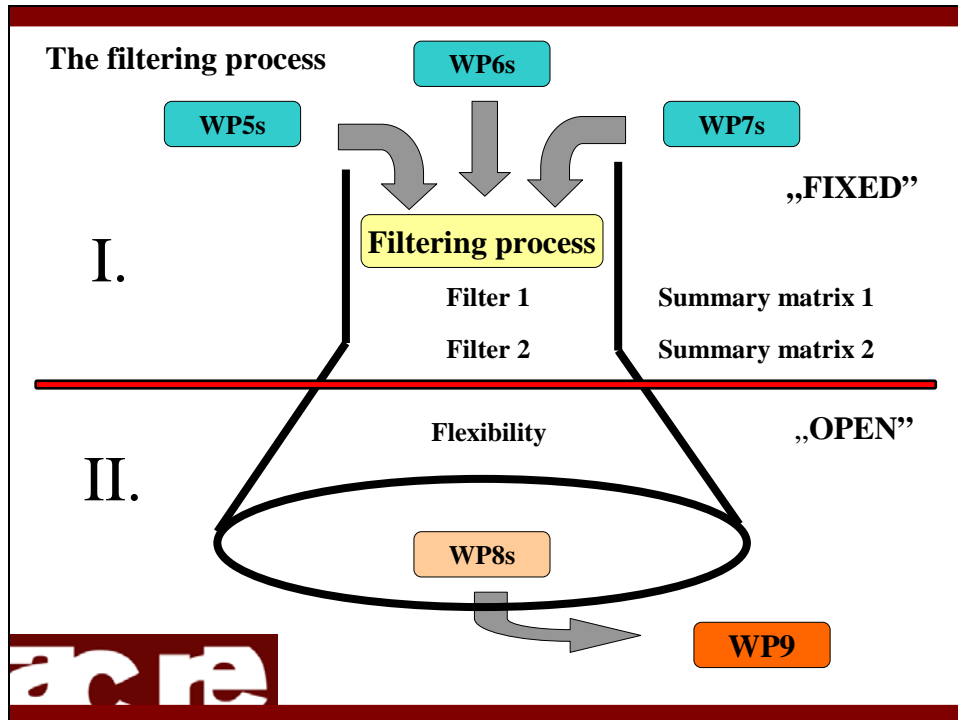 The filtering process
WP6s
WP5s
WP7s
„FIXED”
Filtering process
I.
Filter 1
Summary matrix 1
Filter 2
Summary matrix 2
Flexibility
„OPEN”
II.
WP8s
WP9
acre